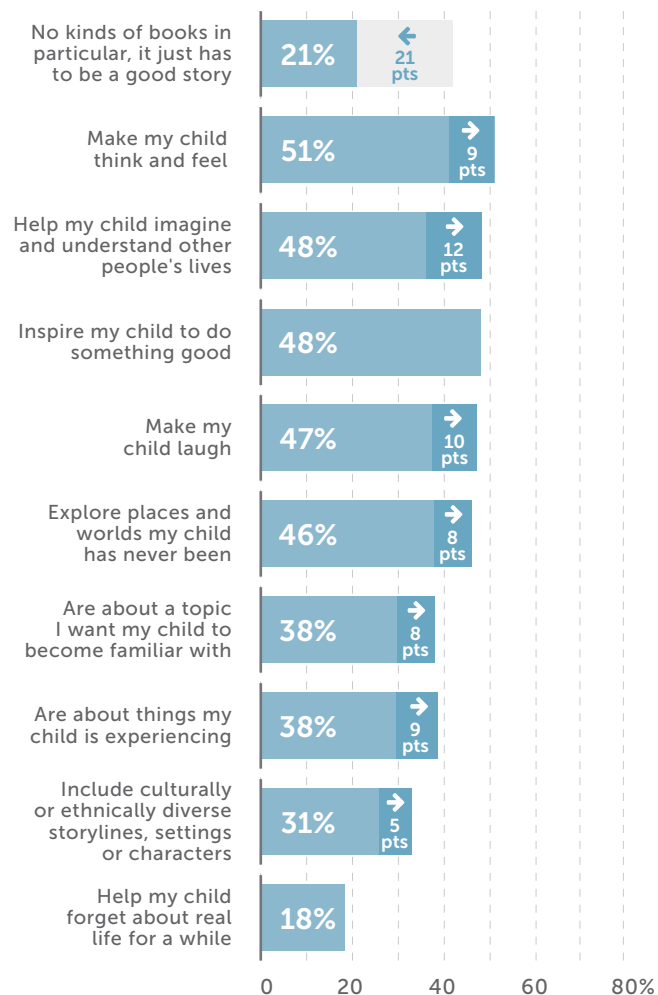 No kinds of books in
particular, it just has
to be a good story
21%
21
pts
Make my child
think and feel
51%
9
pts
Help my child imagine
and understand other
people's lives
48%
12
pts
Inspire my child to do
something good
48%
Make my
child laugh
47%
10
pts
Explore places and
worlds my child
has never been
46%
8
pts
Are about a topic
I want my child to
become familiar with
38%
8
pts
Are about things my
child is experiencing
38%
9
pts
Include culturally
or ethnically diverse
storylines, settings
or characters
31%
5
pts
Help my child
forget about real
life for a while
18%
0 20 40 60 80%